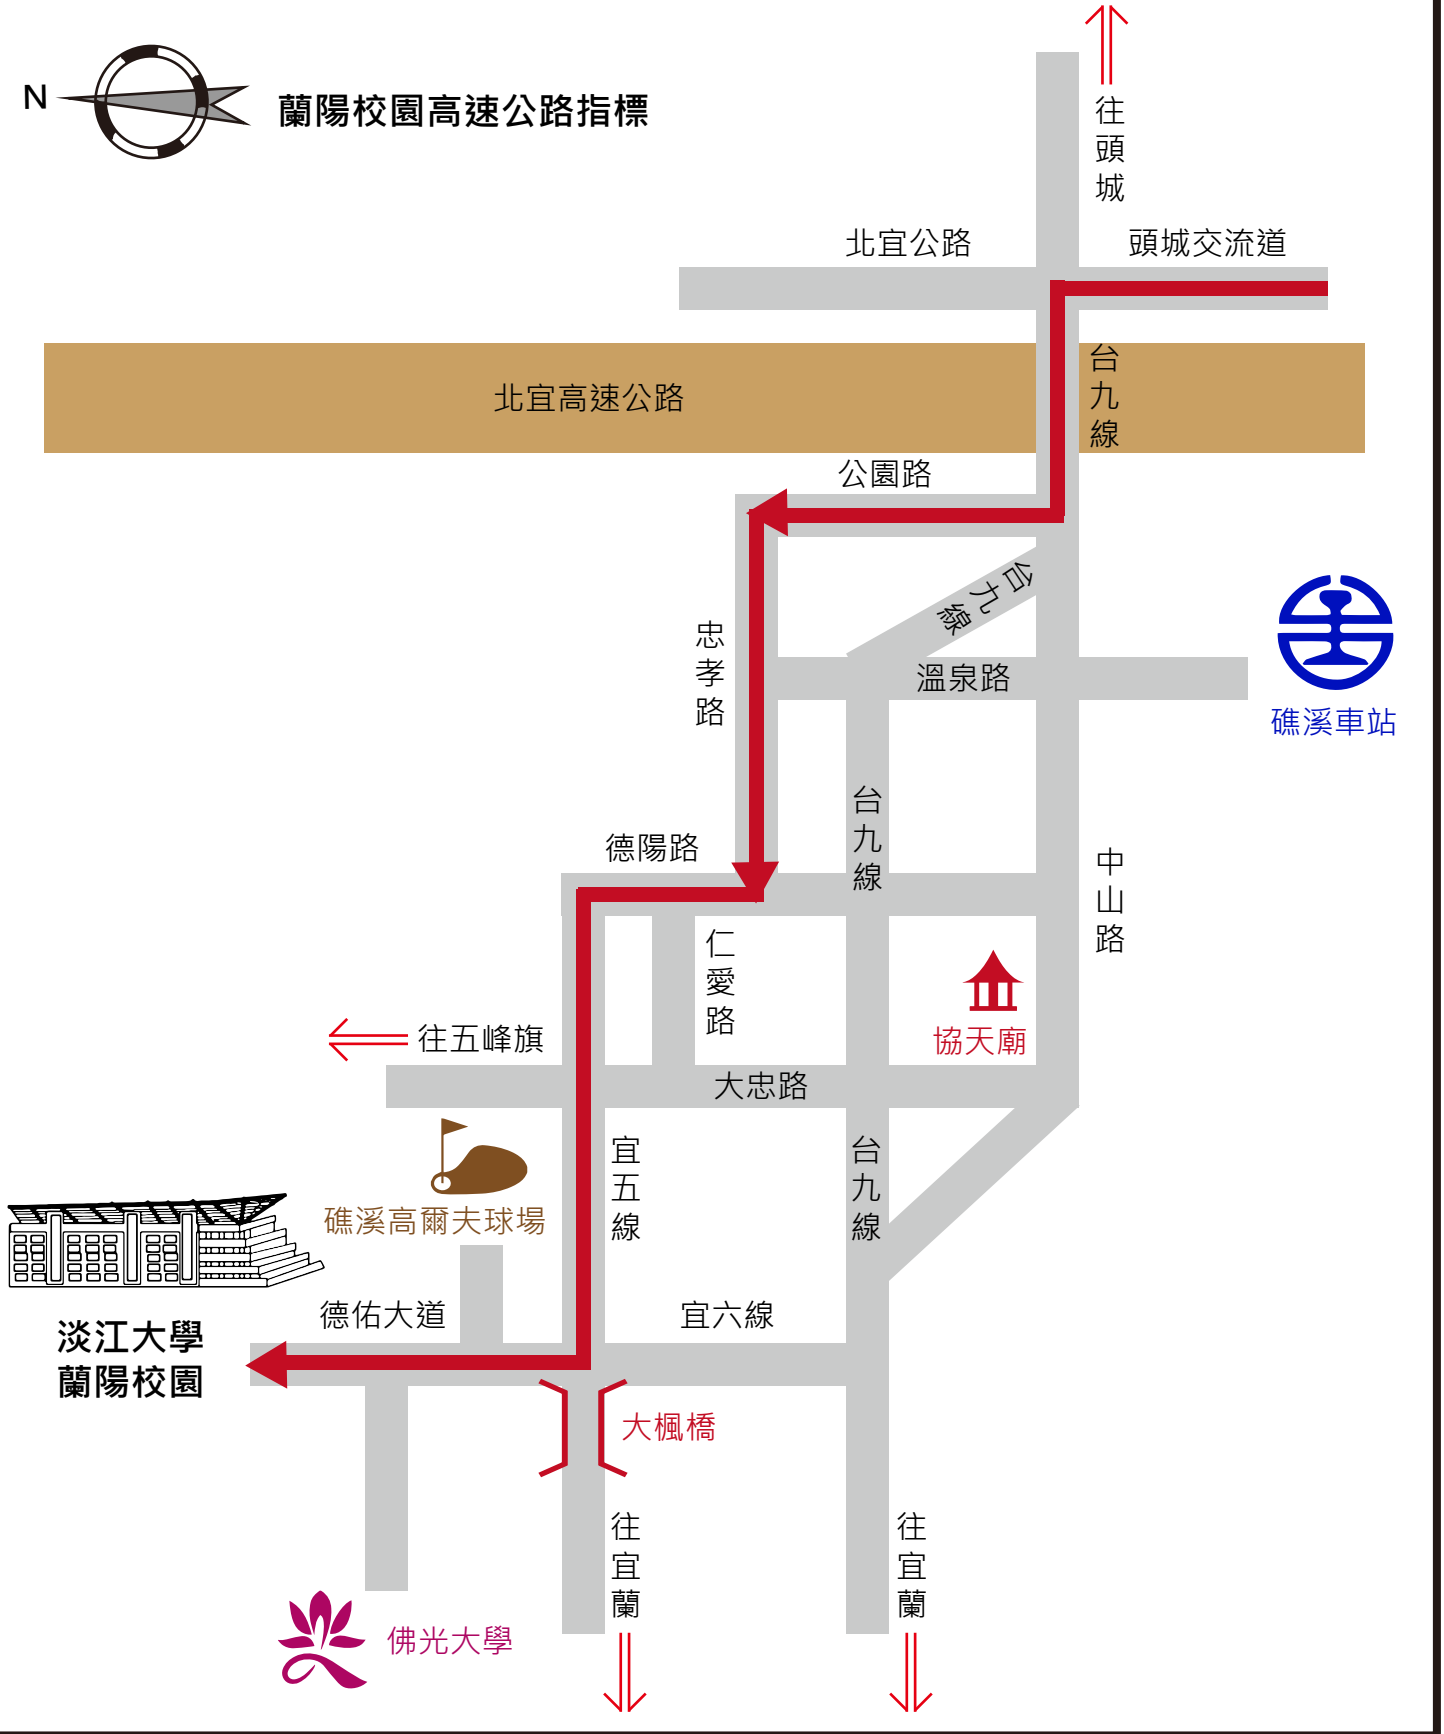 N
蘭陽校園高速公路指標
往頭城
北宜公路
頭城交流道
北宜高速公路
台九線
公園路
台九線
忠孝路
溫泉路
礁溪車站
德陽路
台九線
中山路
仁愛路
往五峰旗
協天廟
大忠路
宜五線
台九線
礁溪高爾夫球場
德佑大道
宜六線
淡江大學
蘭陽校園
大楓橋
往宜蘭
往宜蘭
佛光大學